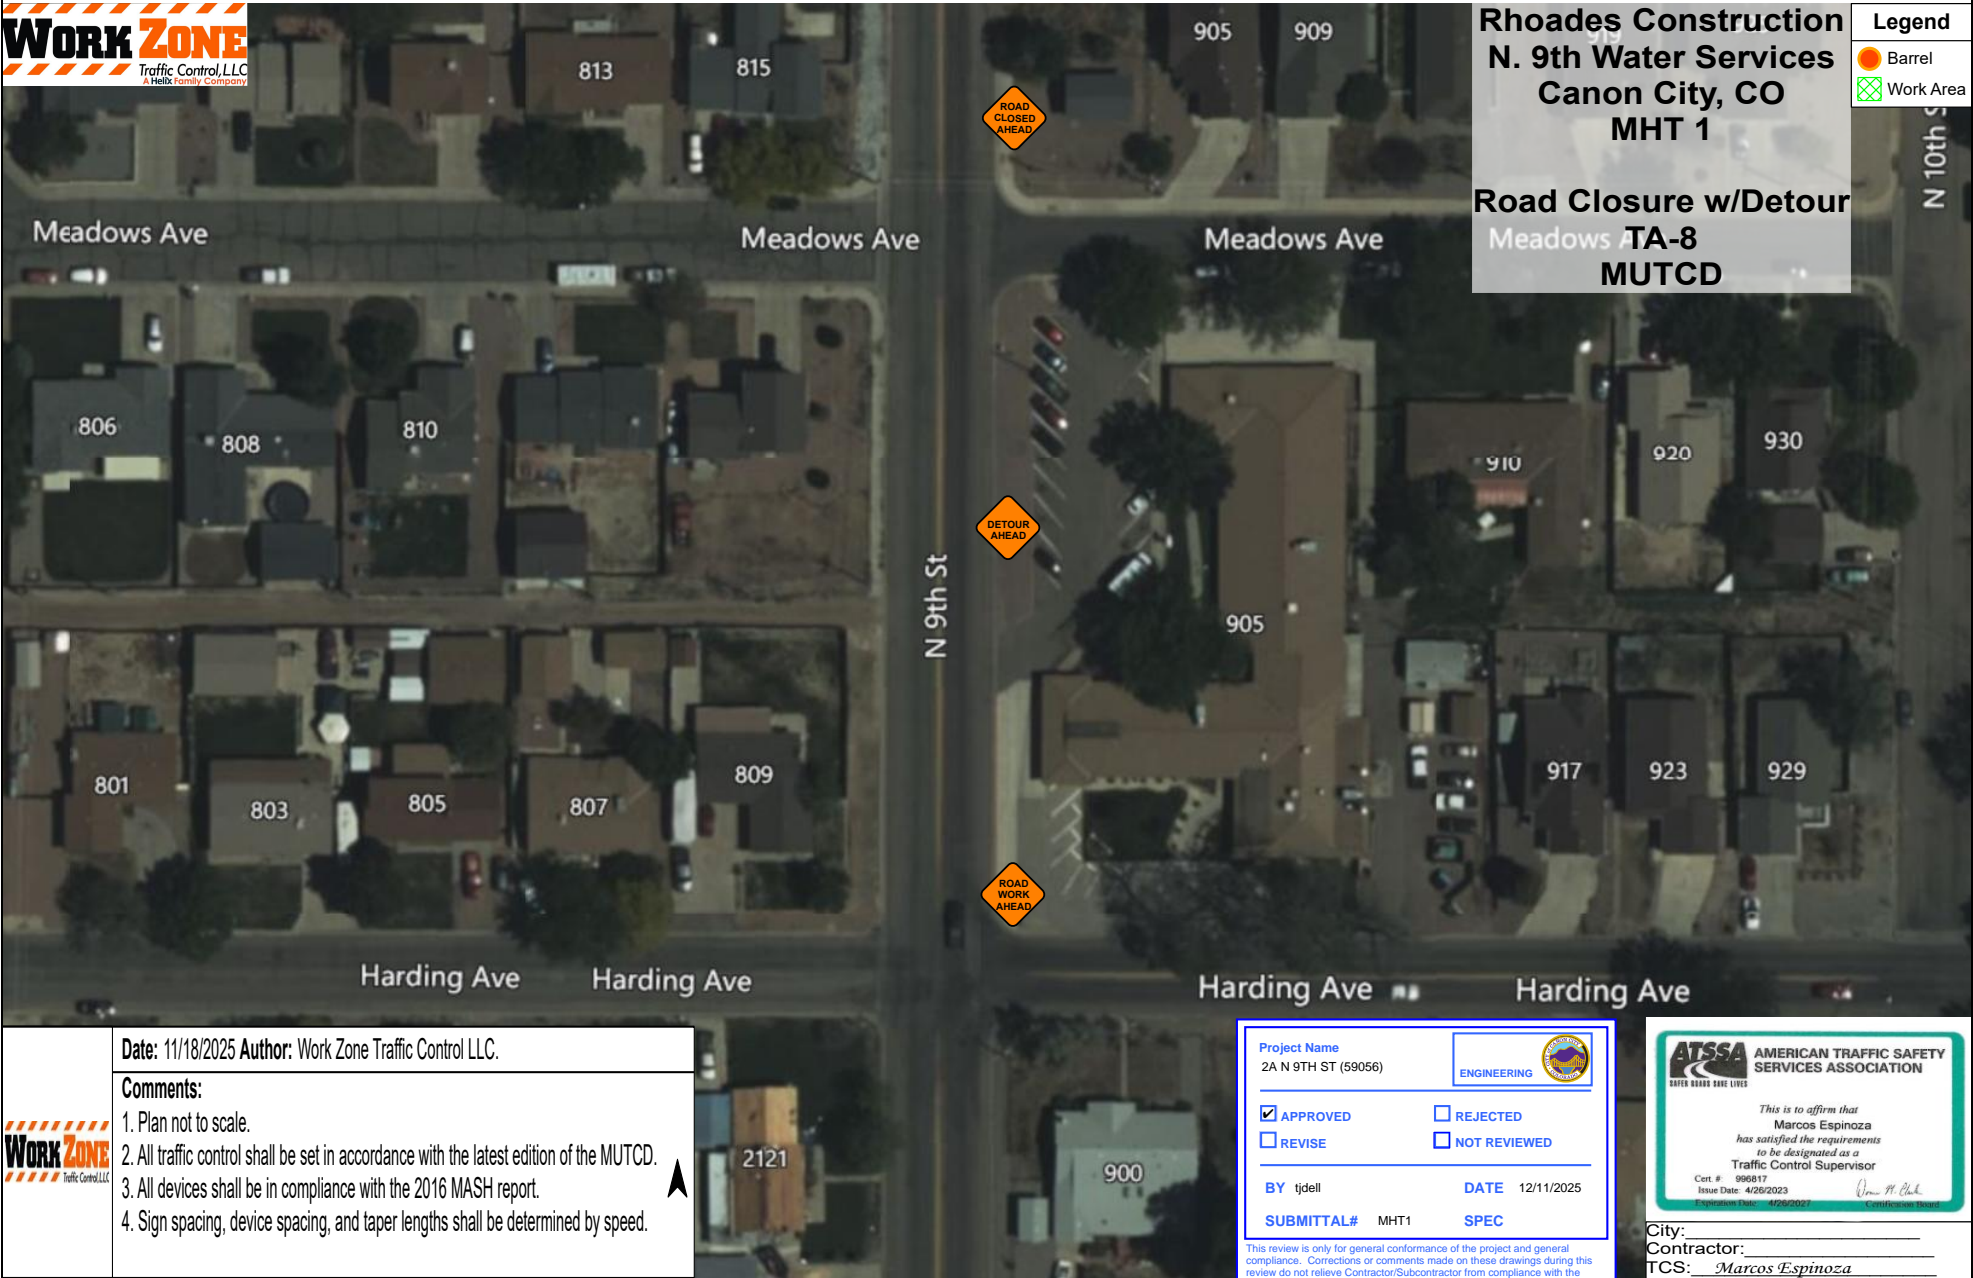 WORK ZONE
Traffic Control, LLC
A Helix Family Company
Rhoades Construction
N. 9th Water Services
Canon City, CO
MHT 1
Road Closure w/Detour
TA-8
MUTCD
Legend
Barrel
Work Area
813
815
905
909
ROAD
CLOSED
AHEAD
N 10th S
Meadows Ave
Meadows Ave
Meadows Ave
Meadows A
806
808
810
910
920
930
DETOUR
AHEAD
N 9th St
905
801
803
805
807
809
917
923
929
ROAD
WORK
AHEAD
Harding Ave
Harding Ave
Harding Ave
Harding Ave
2121
900
WORK ZONE
Traffic Control, LLC
Date: 11/18/2025 Author: Work Zone Traffic Control LLC.
Comments:
1. Plan not to scale.
2. All traffic control shall be set in accordance with the latest edition of the MUTCD.
3. All devices shall be in compliance with the 2016 MASH report.
4. Sign spacing, device spacing, and taper lengths shall be determined by speed.
Project Name
2A N 9TH ST (59056)
ENGINEERING
APPROVED
REJECTED
REVISE
NOT REVIEWED
BY tjdell
DATE 12/11/2025
SUBMITTAL# MHT1
SPEC
This review is only for general conformance of the project and general
compliance. Corrections or comments made on these drawings during this
review do not relieve Contractor/Subcontractor from compliance with the
ATSSA
SAFER ROADS SAVE LIVES
AMERICAN TRAFFIC SAFETY
SERVICES ASSOCIATION
This is to affirm that
Marcos Espinoza
has satisfied the requirements
to be designated as a
Traffic Control Supervisor
Cert. #: 996817
Issue Date: 4/26/2023
Expiration Date: 4/26/2027
Certification Board
City:
Contractor:
TCS: Marcos Espinoza